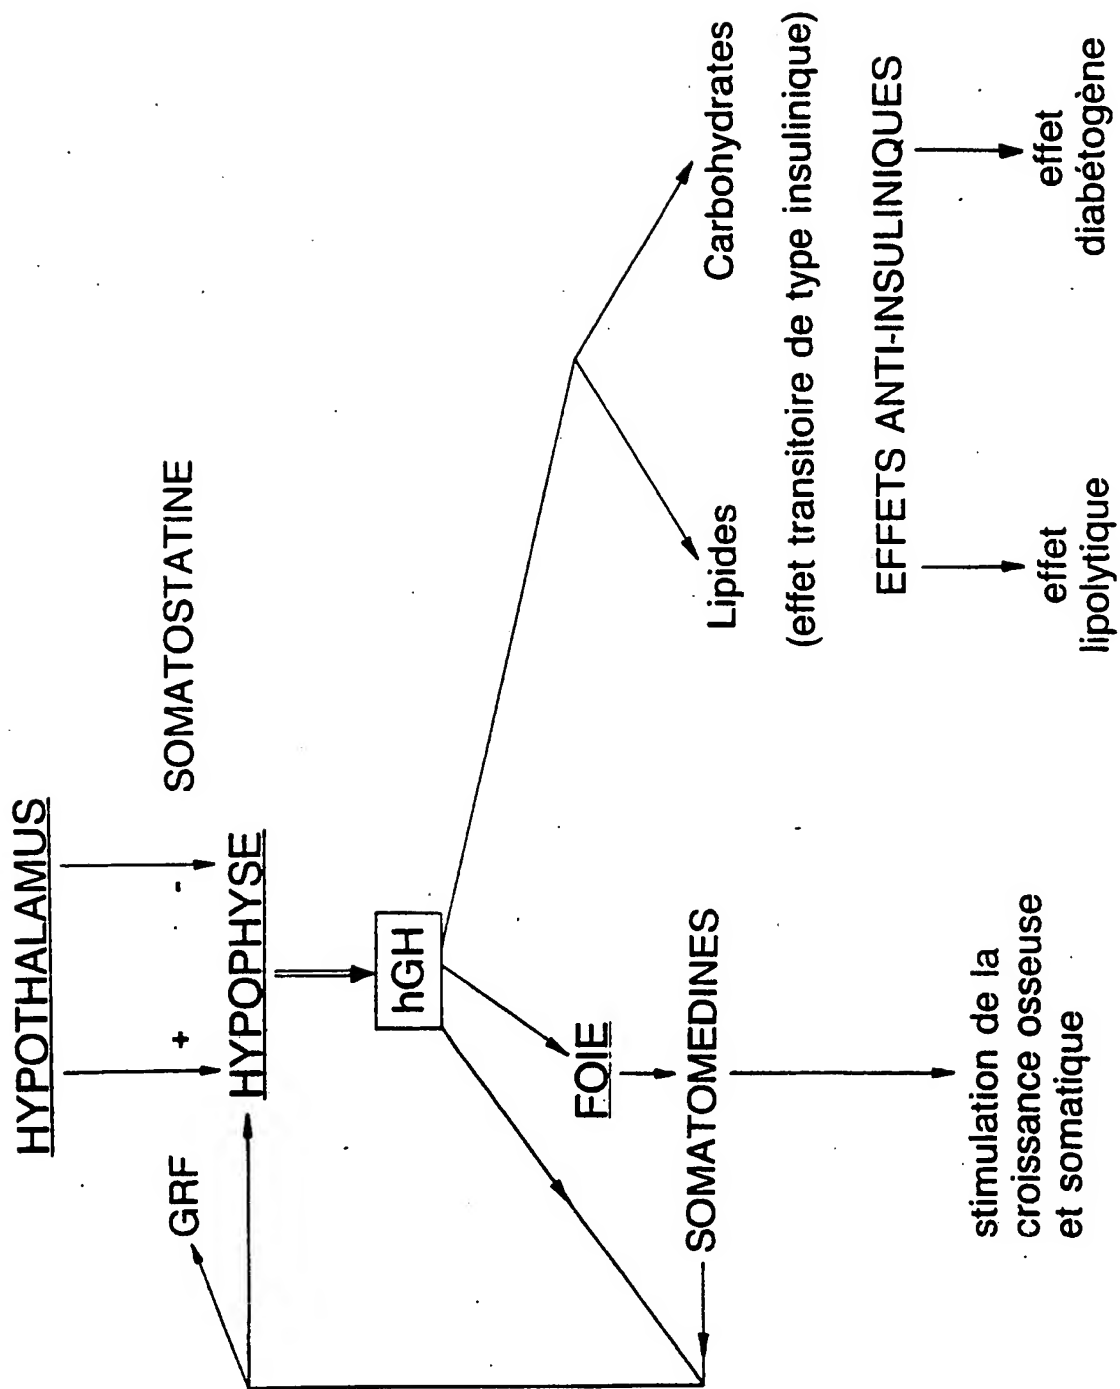 HYPOTHALAMUS
+
-
GRF
SOMATOSTATINE
HYPOPHYSE
hGH
FOIE
SOMATOMEDINES
stimulation de la
croissance osseuse
et somatique
Lipides
Carbohydrates
(effet transitoire de type insulinique)
EFFETS ANTI-INSULINIQUES
effet
lipolytique
effet
diabétogène